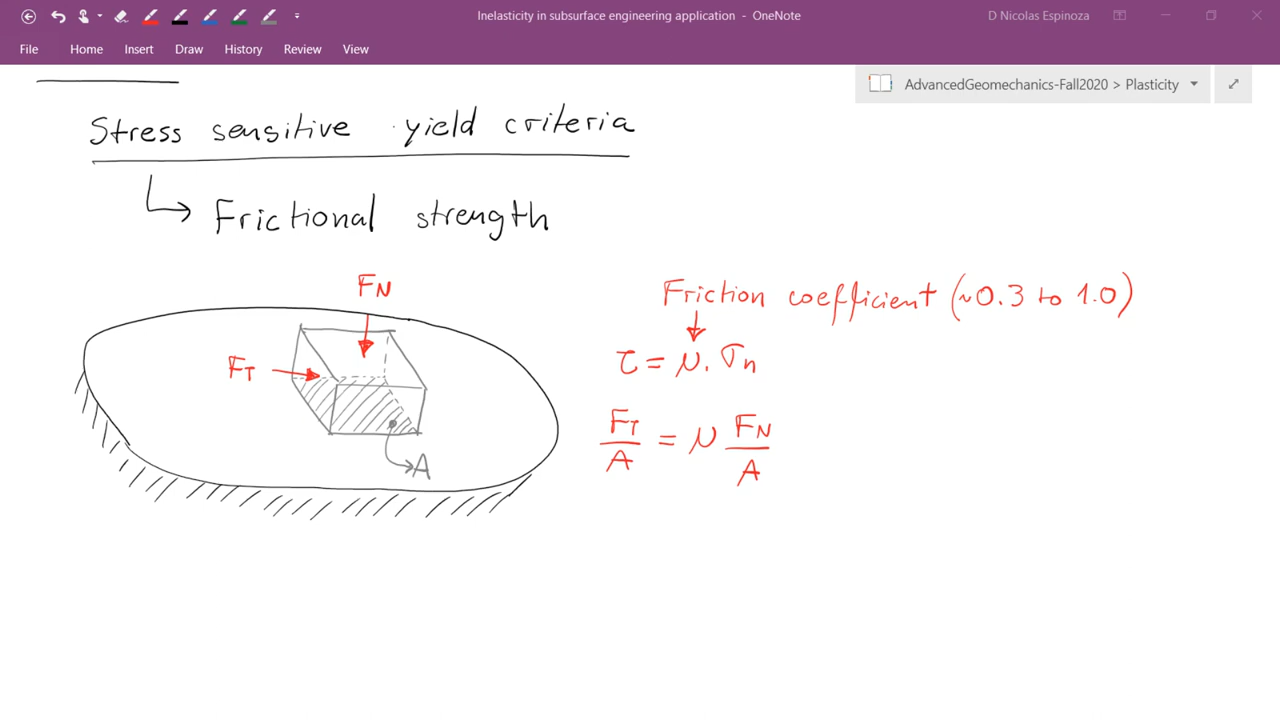 Inelasticity in subsurface engineering application - OneNote
D Nicolas Espinoza
File Home Insert Draw History Review View
AdvancedGeomechanics-Fall2020 > Plasticity
Stress sensitive yield criteria
Frictional strength
FN
Friction coefficient (~0.3 to 1.0)
FT
τ = μ. σn
FT/A = μ FN/A
A